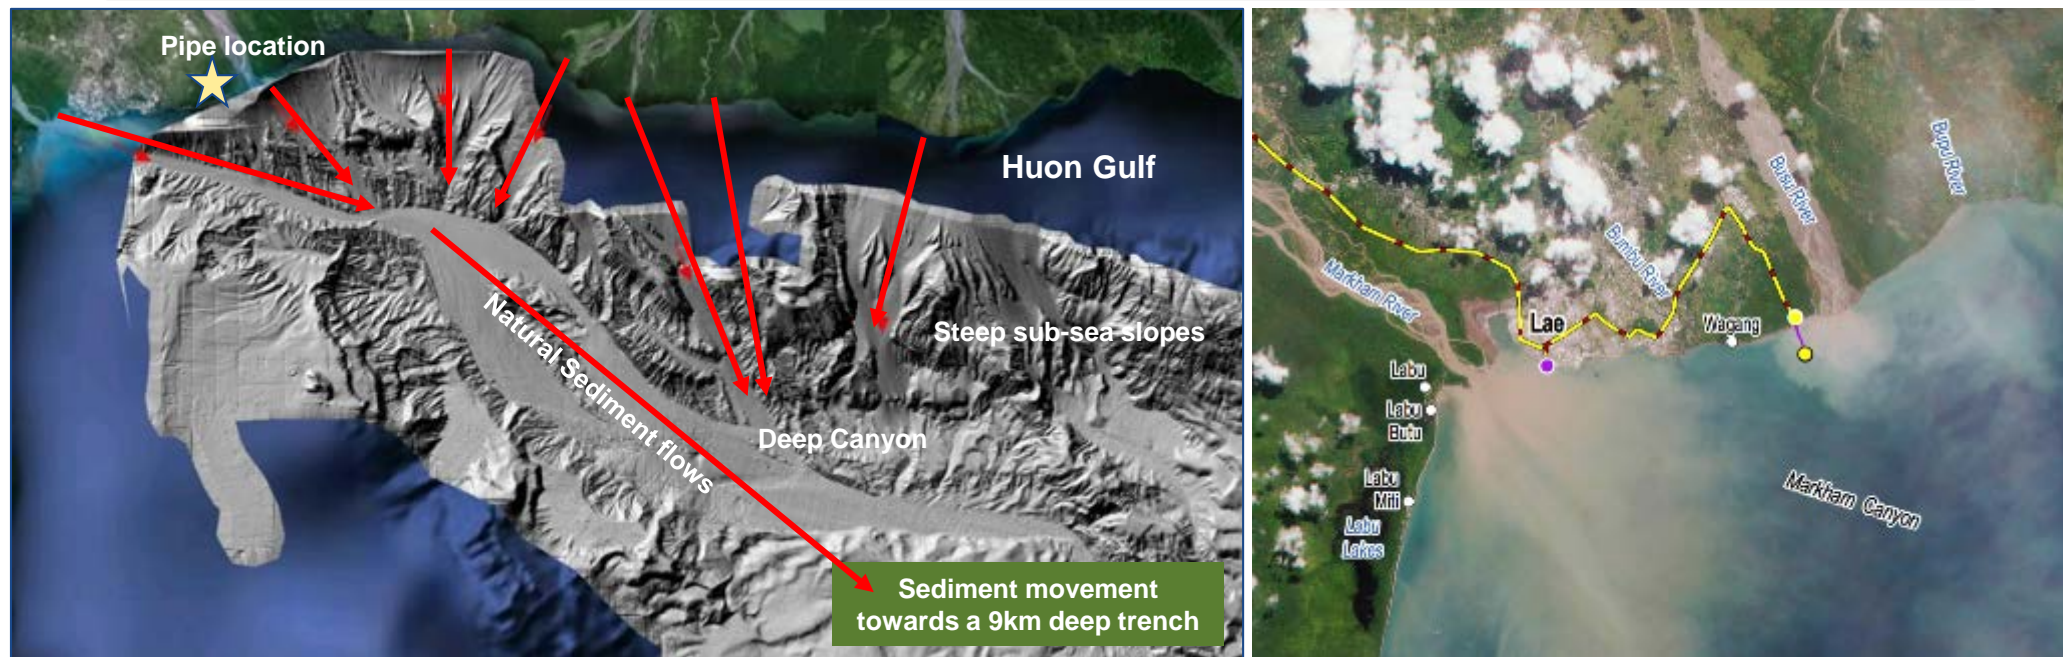 Pipe location
Huon Gulf
Steep sub-sea slopes
Natural Sediment flows
Deep Canyon
Sediment movement
towards a 9km deep trench
Bupu River
Busu River
Bumbu River
Markham River
Lae
Wagang
Labu
Labu
Butu
Labu
Miti
Labu
Lakes
Markham Canyon